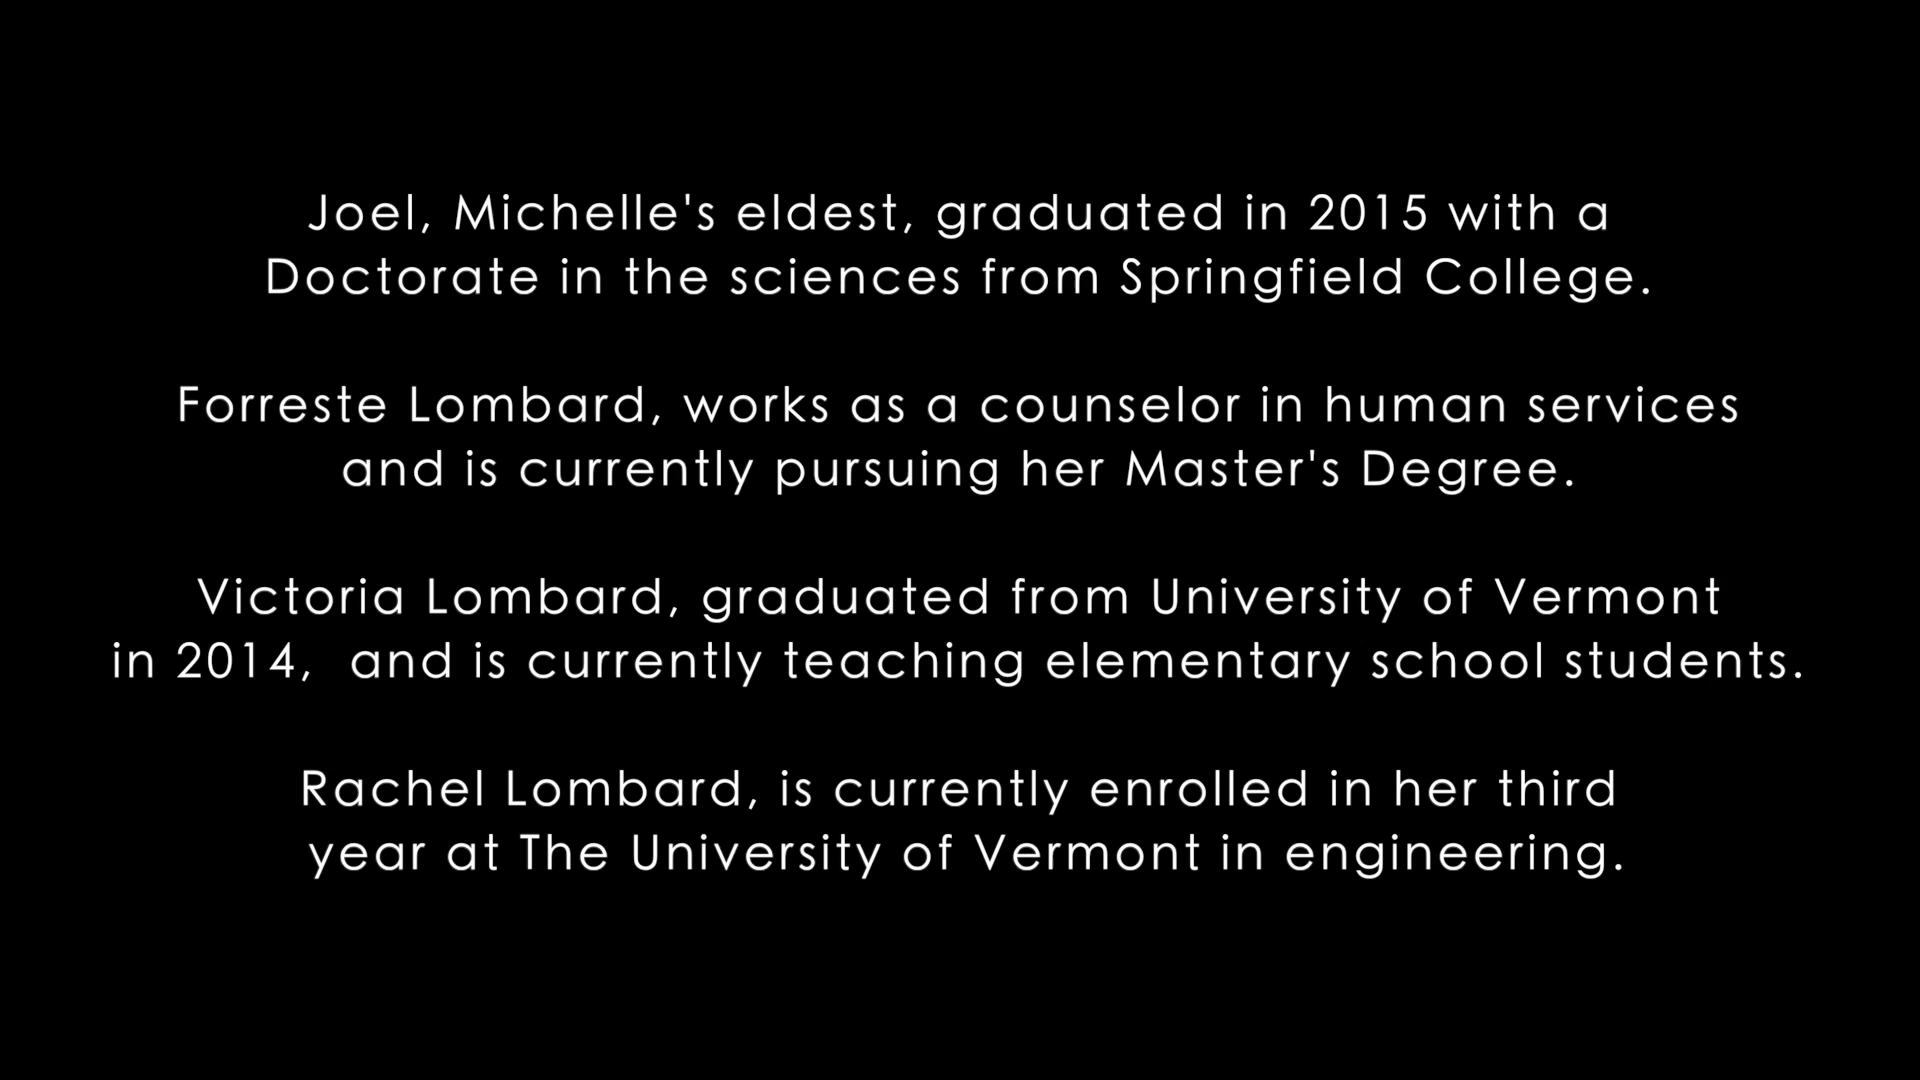 Joel, Michelle's eldest, graduated in 2015 with a
Doctorate in the sciences from Springfield College.
Forreste Lombard, works as a counselor in human services
and is currently pursuing her Master's Degree.
Victoria Lombard, graduated from University of Vermont
in 2014,  and is currently teaching elementary school students.
Rachel Lombard, is currently enrolled in her third
year at The University of Vermont in engineering.